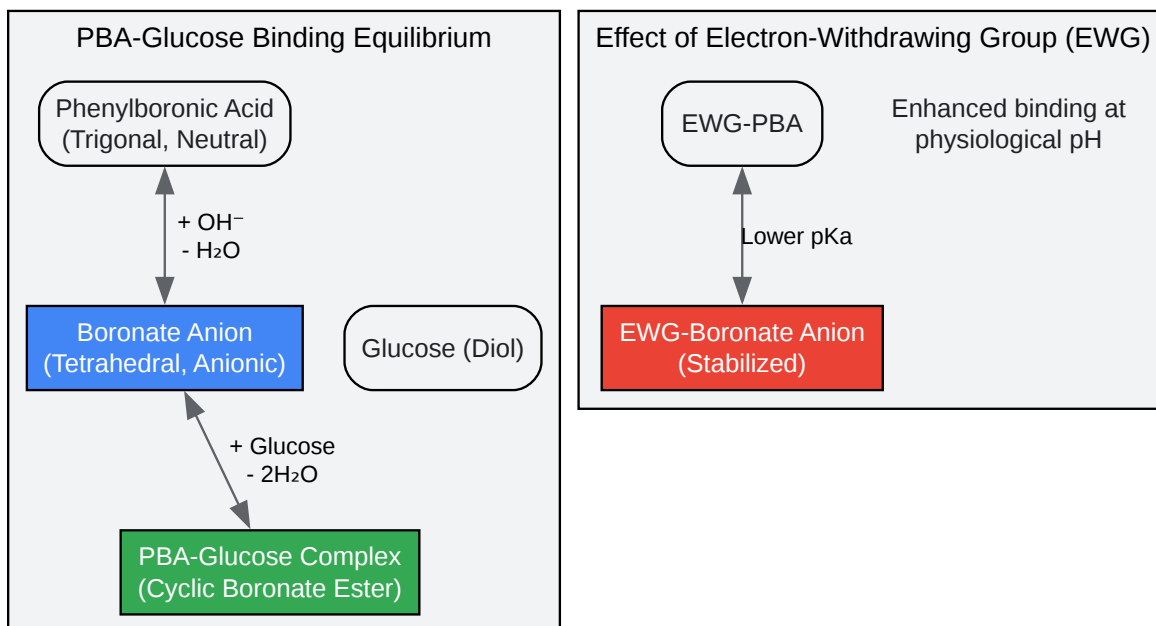 PBA-Glucose Binding Equilibrium
Phenylboronic Acid
(Trigonal, Neutral)
+ OH⁻
- H₂O
Boronate Anion
(Tetrahedral, Anionic)
Glucose (Diol)
+ Glucose
- 2H₂O
PBA-Glucose Complex
(Cyclic Boronate Ester)
Effect of Electron-Withdrawing Group (EWG)
EWG-PBA
Enhanced binding at
physiological pH
Lower pKa
EWG-Boronate Anion
(Stabilized)